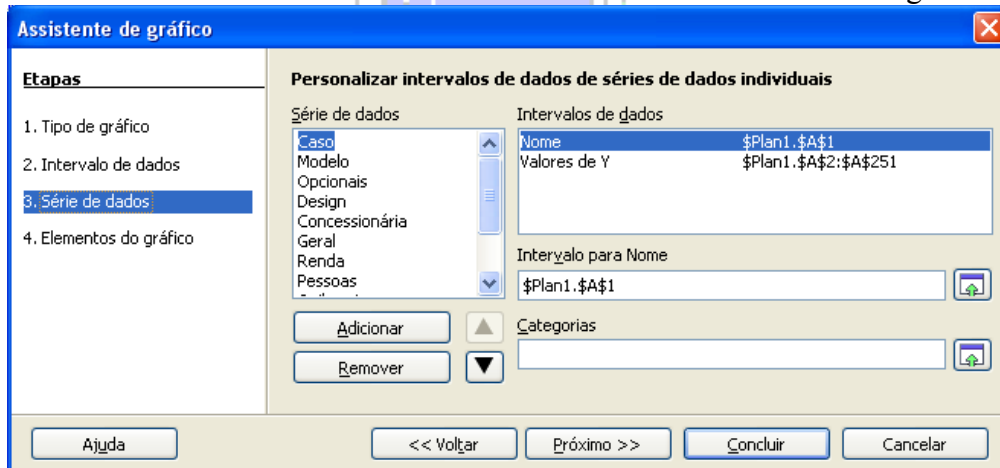 Assistente de gráfico
Etapas
1. Tipo de gráfico
2. Intervalo de dados
3. Série de dados
4. Elementos do gráfico
Personalizar intervalos de dados de séries de dados individuais
Série de dados
Caso
Modelo
Opcionais
Design
Concessionária
Geral
Renda
Pessoas
Adicionar
Remover
Intervalos de dados
Nome $Plan1.$A$1
Valores de Y $Plan1.$A$2:$A$251
Intervalo para Nome
$Plan1.$A$1
Categorias
Ajuda
<< Voltar
Próximo >>
Concluir
Cancelar